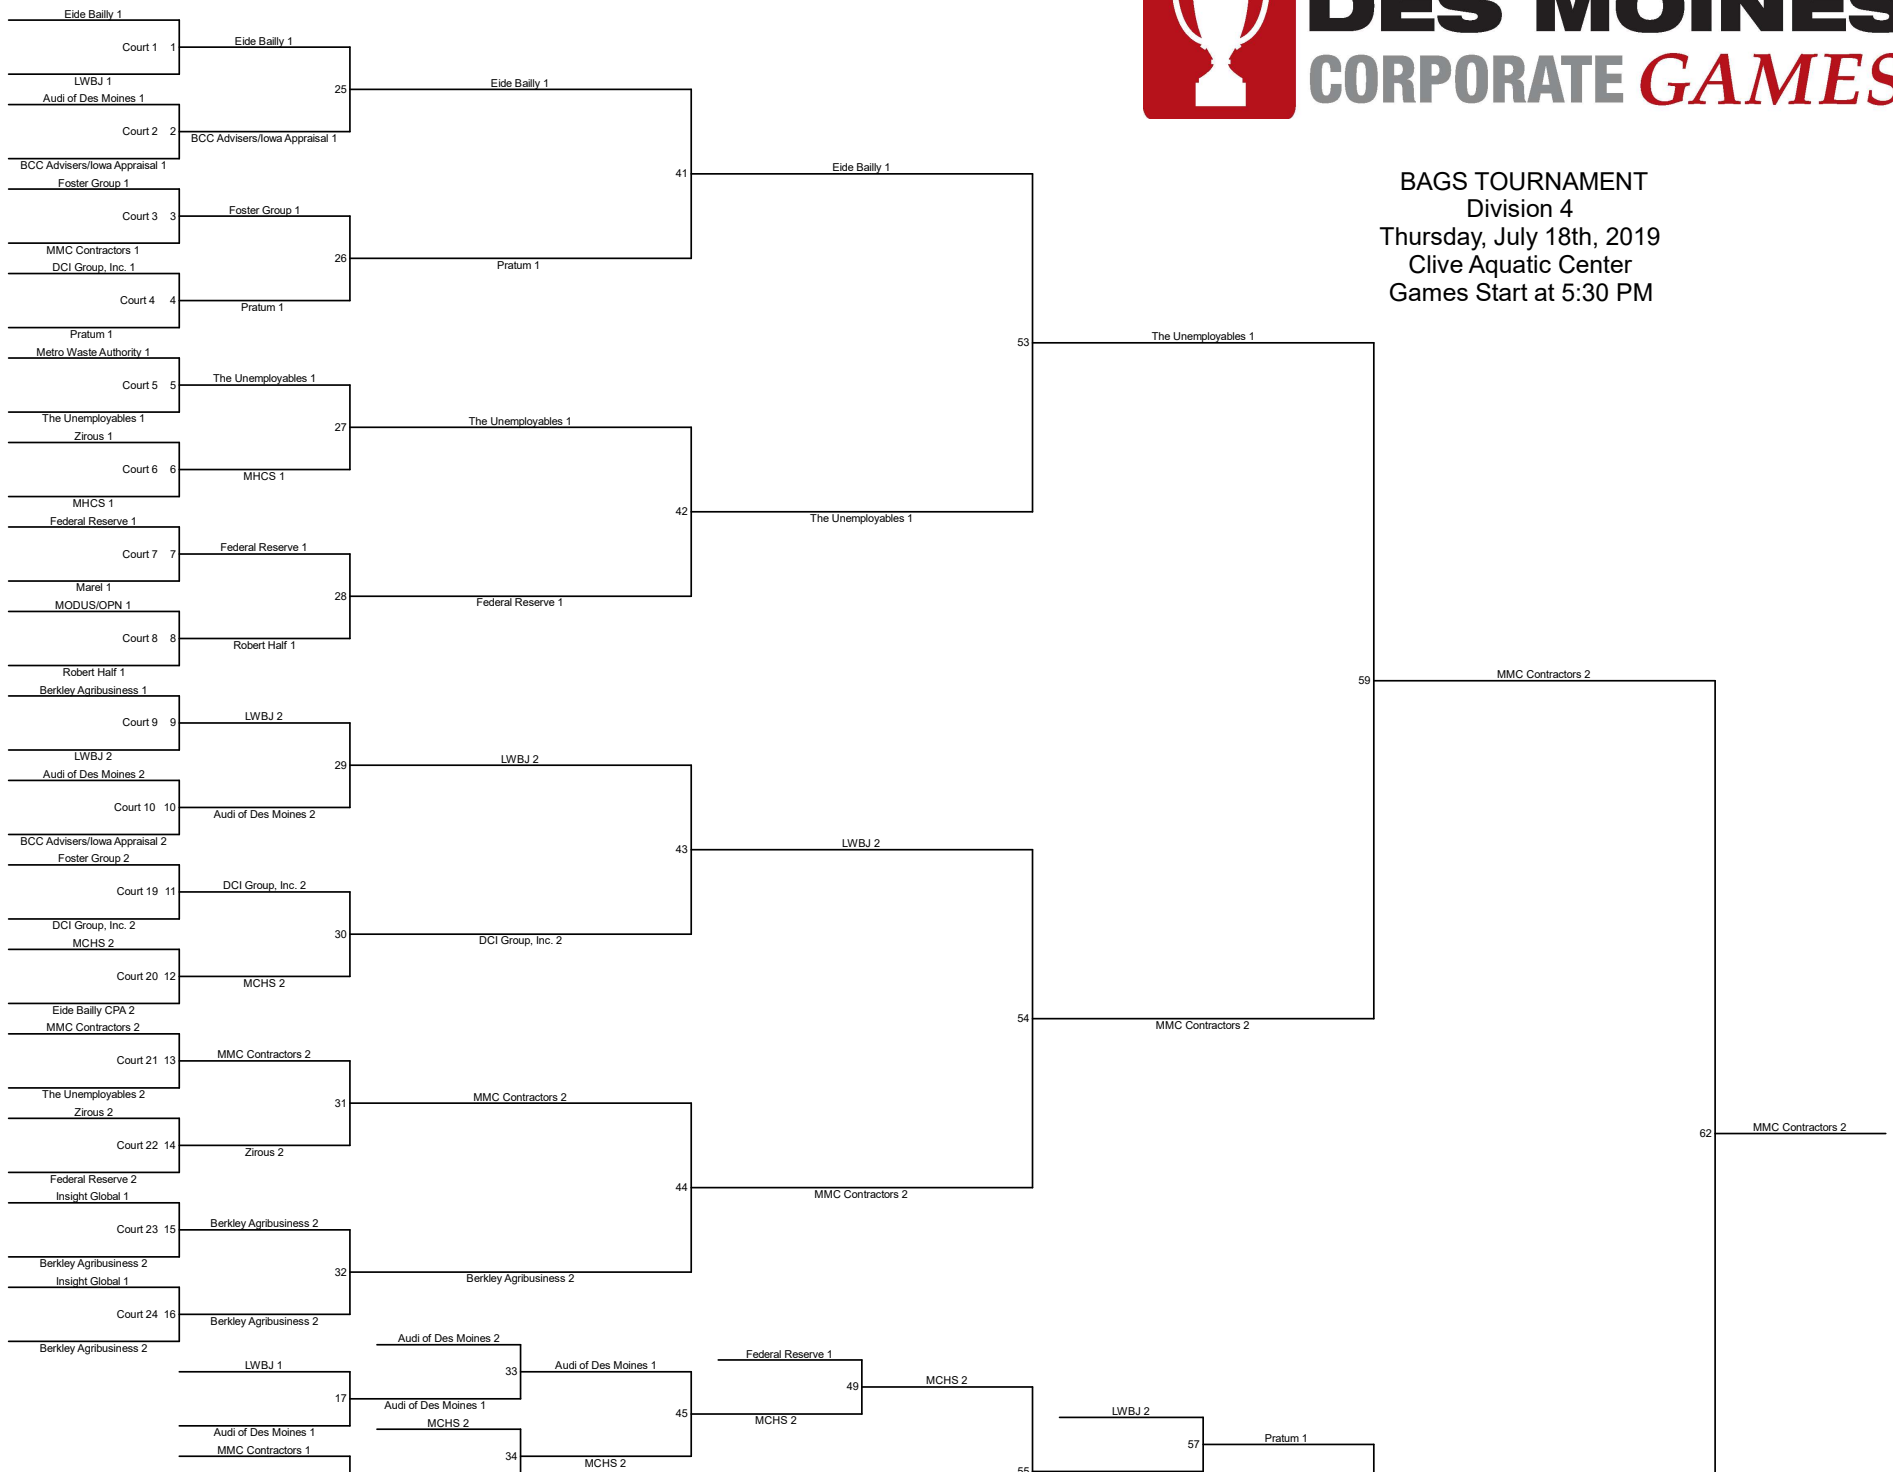 DES MOINES
CORPORATE GAMES
BAGS TOURNAMENT
Division 4
Thursday, July 18th, 2019
Clive Aquatic Center
Games Start at 5:30 PM
Eide Bailly 1
Court 1 1
LWBJ 1
Audi of Des Moines 1
Court 2 2
BCC Advisers/Iowa Appraisal 1
Foster Group 1
Court 3 3
MMC Contractors 1
DCI Group, Inc. 1
Court 4 4
Pratum 1
Metro Waste Authority 1
Court 5 5
The Unemployables 1
Zirous 1
Court 6 6
MHCS 1
Federal Reserve 1
Court 7 7
Marel 1
MODUS/OPN 1
Court 8 8
Robert Half 1
Berkley Agribusiness 1
Court 9 9
LWBJ 2
Audi of Des Moines 2
Court 10 10
BCC Advisers/Iowa Appraisal 2
Foster Group 2
Court 19 11
DCI Group, Inc. 2
MCHS 2
Court 20 12
Eide Bailly CPA 2
MMC Contractors 2
Court 21 13
The Unemployables 2
Zirous 2
Court 22 14
Federal Reserve 2
Insight Global 1
Court 23 15
Berkley Agribusiness 2
Insight Global 1
Court 24 16
Berkley Agribusiness 2
Eide Bailly 1
25
BCC Advisers/Iowa Appraisal 1
Foster Group 1
26
Pratum 1
The Unemployables 1
27
MHCS 1
Federal Reserve 1
28
Robert Half 1
LWBJ 2
29
Audi of Des Moines 2
DCI Group, Inc. 2
30
MCHS 2
MMC Contractors 2
31
Zirous 2
Berkley Agribusiness 2
32
Berkley Agribusiness 2
Eide Bailly 1
41
Pratum 1
The Unemployables 1
42
Federal Reserve 1
LWBJ 2
43
DCI Group, Inc. 2
MMC Contractors 2
44
Berkley Agribusiness 2
Eide Bailly 1
53
The Unemployables 1
LWBJ 2
54
MMC Contractors 2
The Unemployables 1
59
MMC Contractors 2
MMC Contractors 2
62
MMC Contractors 2
LWBJ 1
17
Audi of Des Moines 1
MMC Contractors 1
Audi of Des Moines 2
33
Audi of Des Moines 1
MCHS 2
34
Audi of Des Moines 1
45
MCHS 2
Federal Reserve 1
49
MCHS 2
MCHS 2
55
LWBJ 2
57
Pratum 1